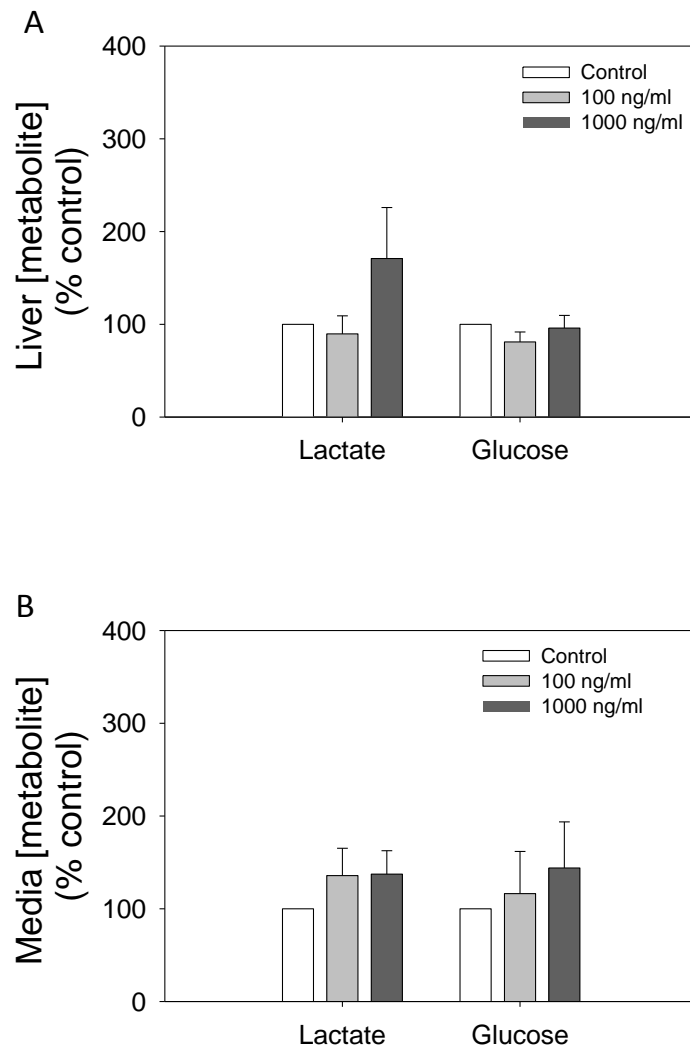 A
Liver [metabolite]
(% control)
400
300
200
100
0
Control
100 ng/ml
1000 ng/ml
Lactate
Glucose
B
Media [metabolite]
(% control)
400
300
200
100
0
Control
100 ng/ml
1000 ng/ml
Lactate
Glucose